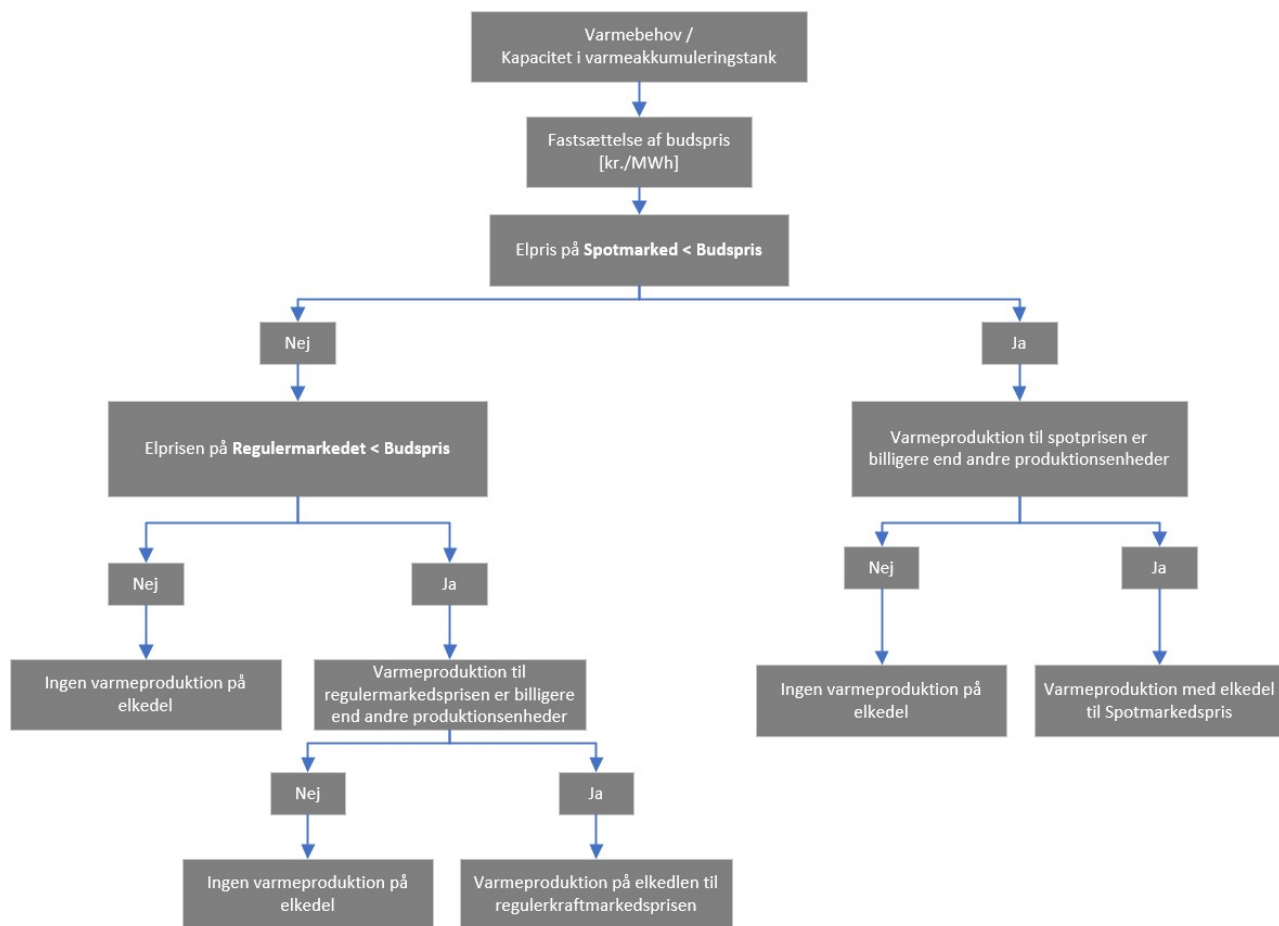 Varmebehov /
Kapacitet i varmeakkumuleringstank
Fastsættelse af budspris
[kr./MWh]
Elpris på Spotmarked < Budspris
Nej
Ja
Elprisen på Regulermarkedet < Budspris
Varmeproduktion til spotprisen er
billigere end andre produktionsenheder
Nej
Ja
Nej
Ja
Ingen varmeproduktion på
elkedel
Varmeproduktion til
regulermarkedsprisen er billigere
end andre produktionsenheder
Ingen varmeproduktion på
elkedel
Varmeproduktion med elkedel
til Spotmarkedspris
Nej
Ja
Ingen varmeproduktion på
elkedel
Varmeproduktion på elkedlen til
regulerkraftmarkedsprisen